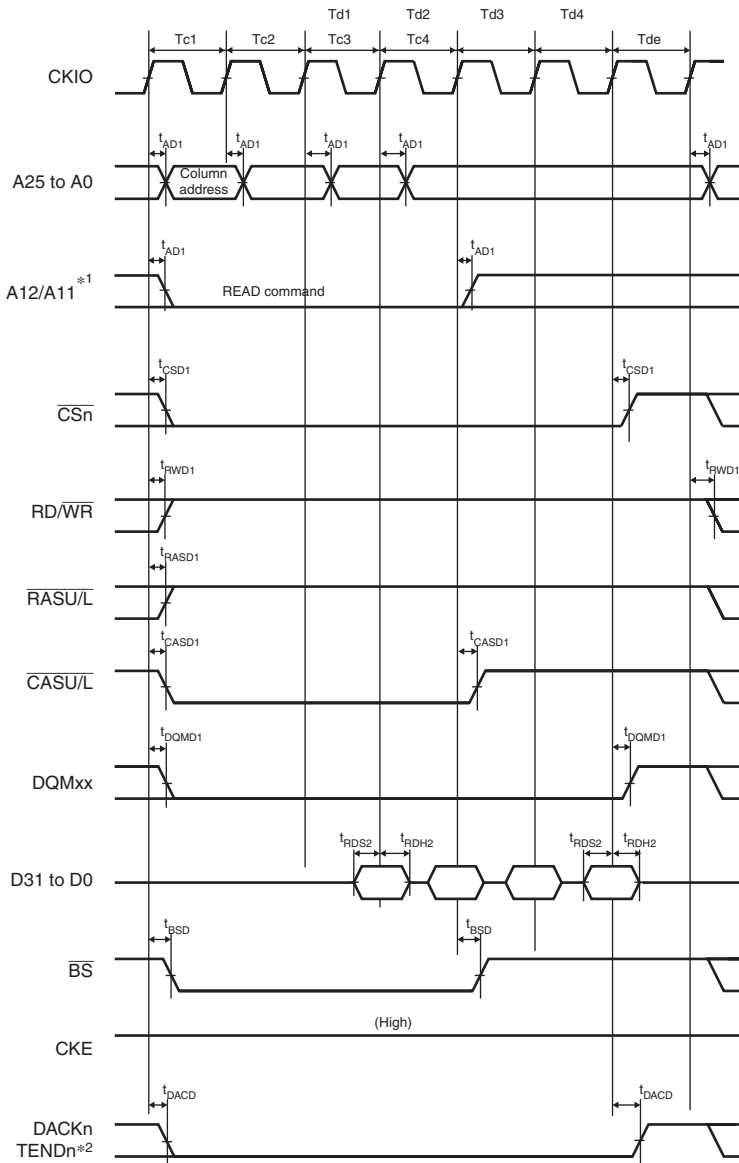 Td1 Td2 Td3 Td4
Tc1 Tc2 Tc3 Tc4 Tde
CKIO
tAD1 tAD1 tAD1 tAD1 tAD1
A25 to A0
Column
address
tAD1 tAD1
A12/A11*1
READ command
tCSD1 tCSD1
CSn
tRWD1 tRWD1
RD/WR
tRASD1
RASU/L
tCASD1 tCASD1
CASU/L
tDQMD1 tDQMD1
DQMxx
tRDS2 tRDH2 tRDS2 tRDH2
D31 to D0
tBSD tBSD
BS
(High)
CKE
tDACD tDACD
DACKn
TENDn*2